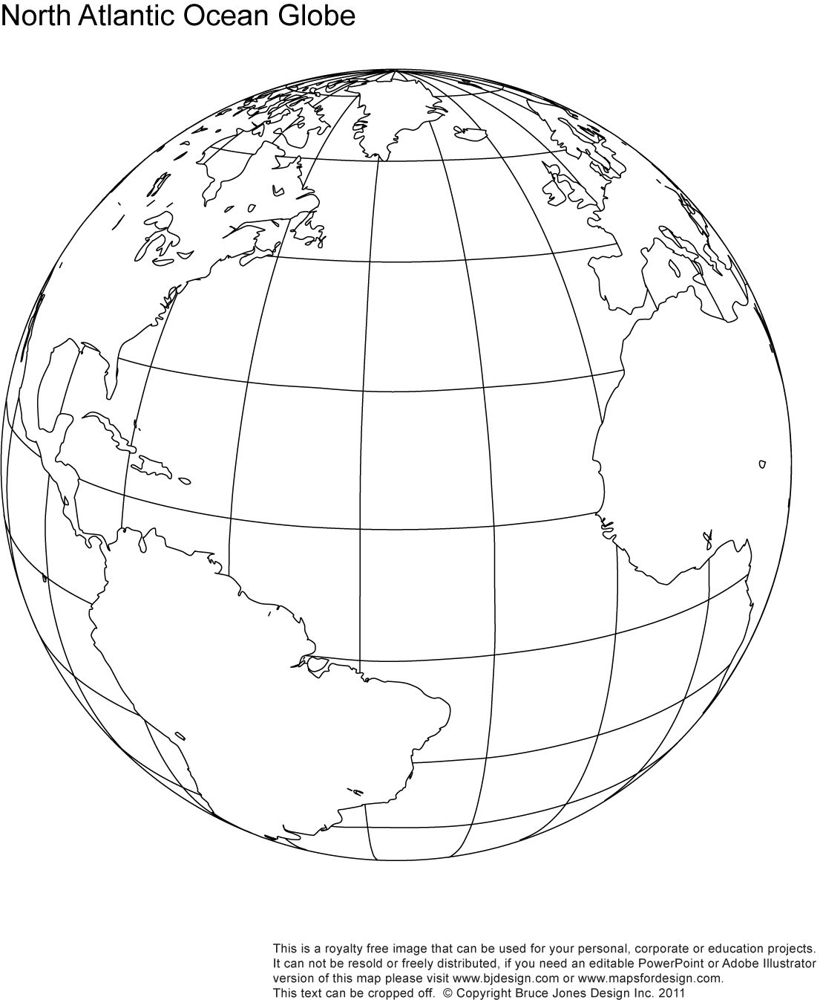 North Atlantic Ocean Globe
This is a royalty free image that can be used for your personal, corporate or education projects.
It can not be resold or freely distributed, if you need an editable PowerPoint or Adobe Illustrator
version of this map please visit www.bjdesign.com or www.mapsfordesign.com.
This text can be cropped off.  © Copyright Bruce Jones Design Inc. 2011